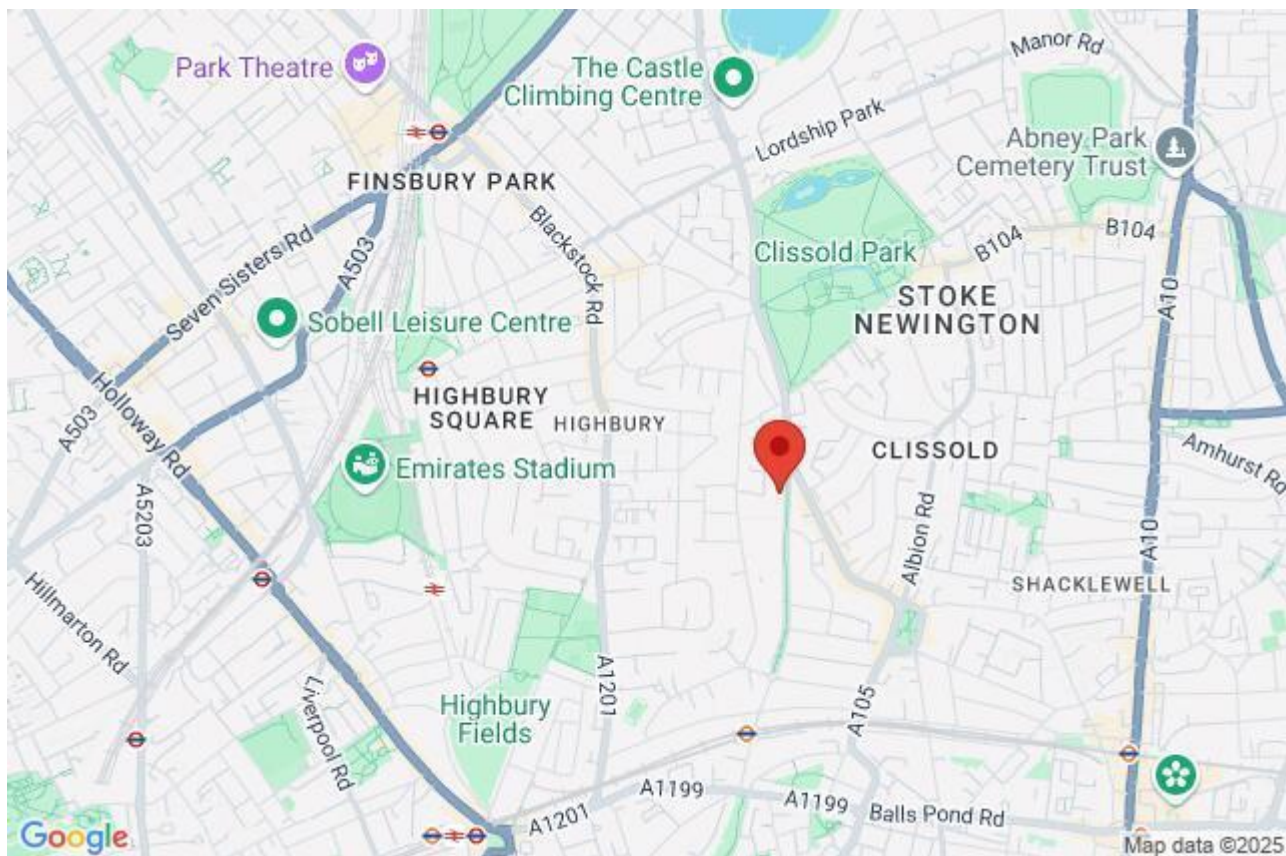 Park Theatre
The Castle
Climbing Centre
Manor Rd
Lordship Park
Abney Park
Cemetery Trust
FINSBURY PARK
Blackstock Rd
Seven Sisters Rd
A503
Clissold Park
B104
B104
STOKE
NEWINGTON
A10
Sobell Leisure Centre
Holloway Rd
A503
HIGHBURY
SQUARE
HIGHBURY
CLISSOLD
Amhurst Rd
Emirates Stadium
A5203
Albion Rd
A10
SHACKLEWELL
Hillmarton Rd
Liverpool Rd
Highbury
Fields
A1201
A105
A1201
A1199
A1199
Balls Pond Rd
Google
Map data ©2025